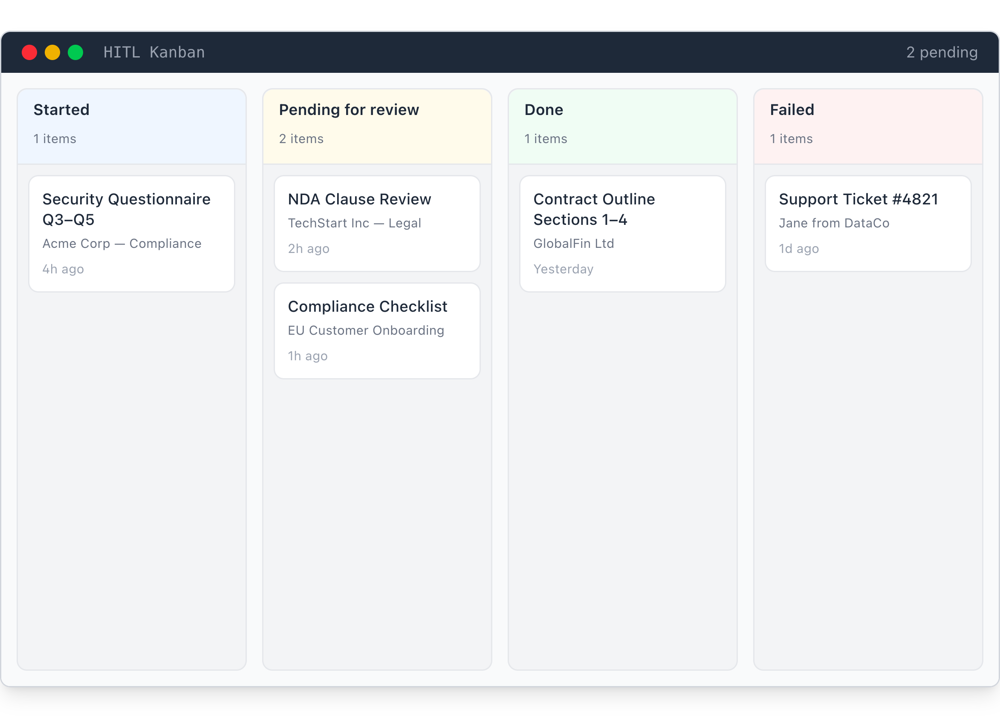 HITL Kanban
2 pending
Started
1 items
Security Questionnaire
Q3–Q5
Acme Corp — Compliance
4h ago
Pending for review
2 items
NDA Clause Review
TechStart Inc — Legal
2h ago
Compliance Checklist
EU Customer Onboarding
1h ago
Done
1 items
Contract Outline
Sections 1–4
GlobalFin Ltd
Yesterday
Failed
1 items
Support Ticket #4821
Jane from DataCo
1d ago